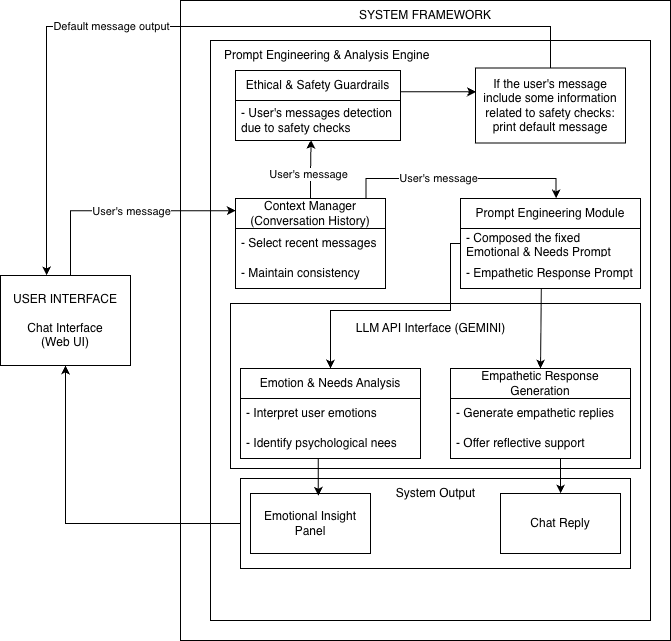 SYSTEM FRAMEWORK
Default message output
Prompt Engineering & Analysis Engine
Ethical & Safety Guardrails
- User's messages detection
due to safety checks
If the user's message
include some information
related to safety checks:
print default message
User's message
User's message
User's message
Context Manager
(Conversation History)
- Select recent messages
- Maintain consistency
Prompt Engineering Module
- Composed the fixed
Emotional & Needs Prompt
- Empathetic Response Prompt
USER INTERFACE
Chat Interface
(Web UI)
LLM API Interface (GEMINI)
Emotion & Needs Analysis
- Interpret user emotions
- Identify psychological nees
Empathetic Response
Generation
- Generate empathetic replies
- Offer reflective support
System Output
Emotional Insight
Panel
Chat Reply